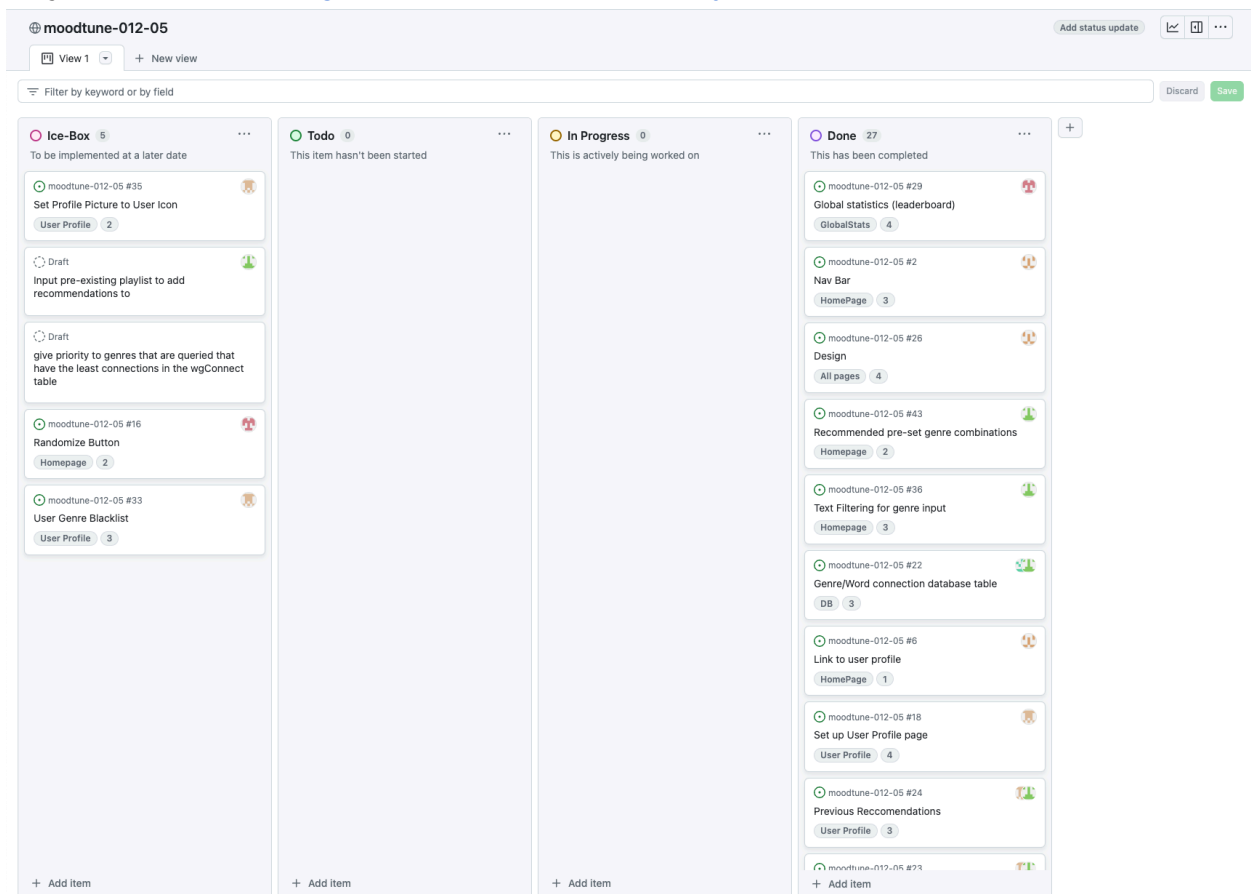 moodtune-012-05
Add status update
View 1
New view
Filter by keyword or by field
Discard
Save
Ice-Box 5
To be implemented at a later date
moodtune-012-05 #35
Set Profile Picture to User Icon
User Profile 2
Draft
Input pre-existing playlist to add
recommendations to
Draft
give priority to genres that are queried that
have the least connections in the wgConnect
table
moodtune-012-05 #16
Randomize Button
Homepage 2
moodtune-012-05 #33
User Genre Blacklist
User Profile 3
+ Add item
Todo 0
This item hasn't been started
+ Add item
In Progress 0
This is actively being worked on
+ Add item
Done 27
This has been completed
moodtune-012-05 #29
Global statistics (leaderboard)
GlobalStats 4
moodtune-012-05 #2
Nav Bar
HomePage 3
moodtune-012-05 #26
Design
All pages 4
moodtune-012-05 #43
Recommended pre-set genre combinations
Homepage 2
moodtune-012-05 #36
Text Filtering for genre input
Homepage 3
moodtune-012-05 #22
Genre/Word connection database table
DB 3
moodtune-012-05 #6
Link to user profile
HomePage 1
moodtune-012-05 #18
Set up User Profile page
User Profile 4
moodtune-012-05 #24
Previous Reccomendations
User Profile 3
moodtune-012-05 #23
+ Add item